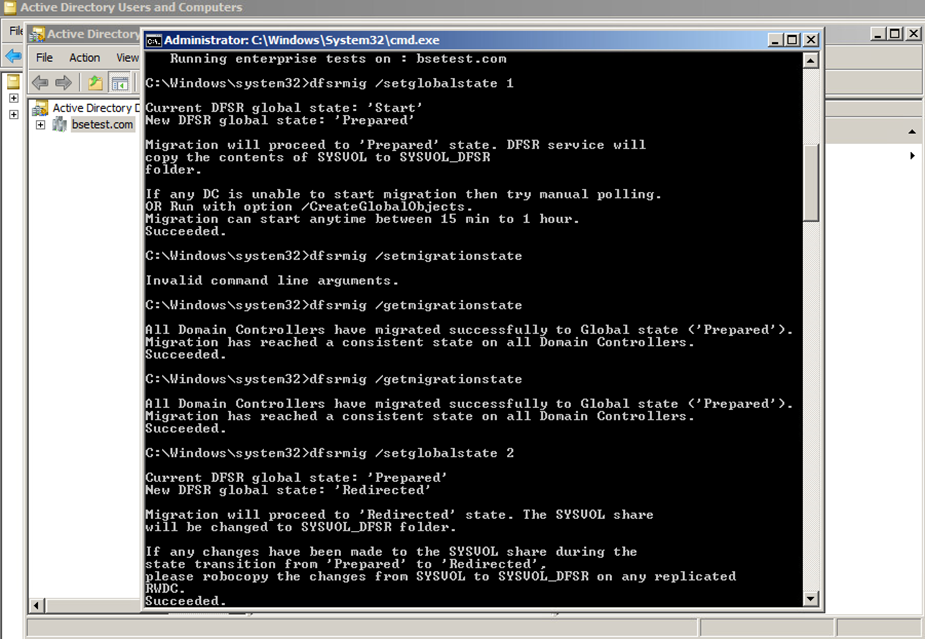 Active Directory Users and Computers
File
Active Directory
Administrator: C:\Windows\System32\cmd.exe
File Action View
Active Directory D
bsetest.com
Running enterprise tests on : bsetest.com
C:\Windows\system32>dfsrmig /setglobalstate 1
Current DFSR global state: 'Start'
New DFSR global state: 'Prepared'
Migration will proceed to 'Prepared' state. DFSR service will
copy the contents of SYSVOL to SYSVOL_DFSR
folder.
If any DC is unable to start migration then try manual polling.
OR Run with option /CreateGlobalObjects.
Migration can start anytime between 15 min to 1 hour.
Succeeded.
C:\Windows\system32>dfsrmig /setmigrationstate
Invalid command line arguments.
C:\Windows\system32>dfsrmig /getmigrationstate
All Domain Controllers have migrated successfully to Global state ('Prepared').
Migration has reached a consistent state on all Domain Controllers.
Succeeded.
C:\Windows\system32>dfsrmig /getmigrationstate
All Domain Controllers have migrated successfully to Global state ('Prepared').
Migration has reached a consistent state on all Domain Controllers.
Succeeded.
C:\Windows\system32>dfsrmig /setglobalstate 2
Current DFSR global state: 'Prepared'
New DFSR global state: 'Redirected'
Migration will proceed to 'Redirected' state. The SYSVOL share
will be changed to SYSVOL_DFSR folder.
If any changes have been made to the SYSVOL share during the
state transition from 'Prepared' to 'Redirected',
please robocopy the changes from SYSVOL to SYSVOL_DFSR on any replicated
RWDC.
Succeeded.